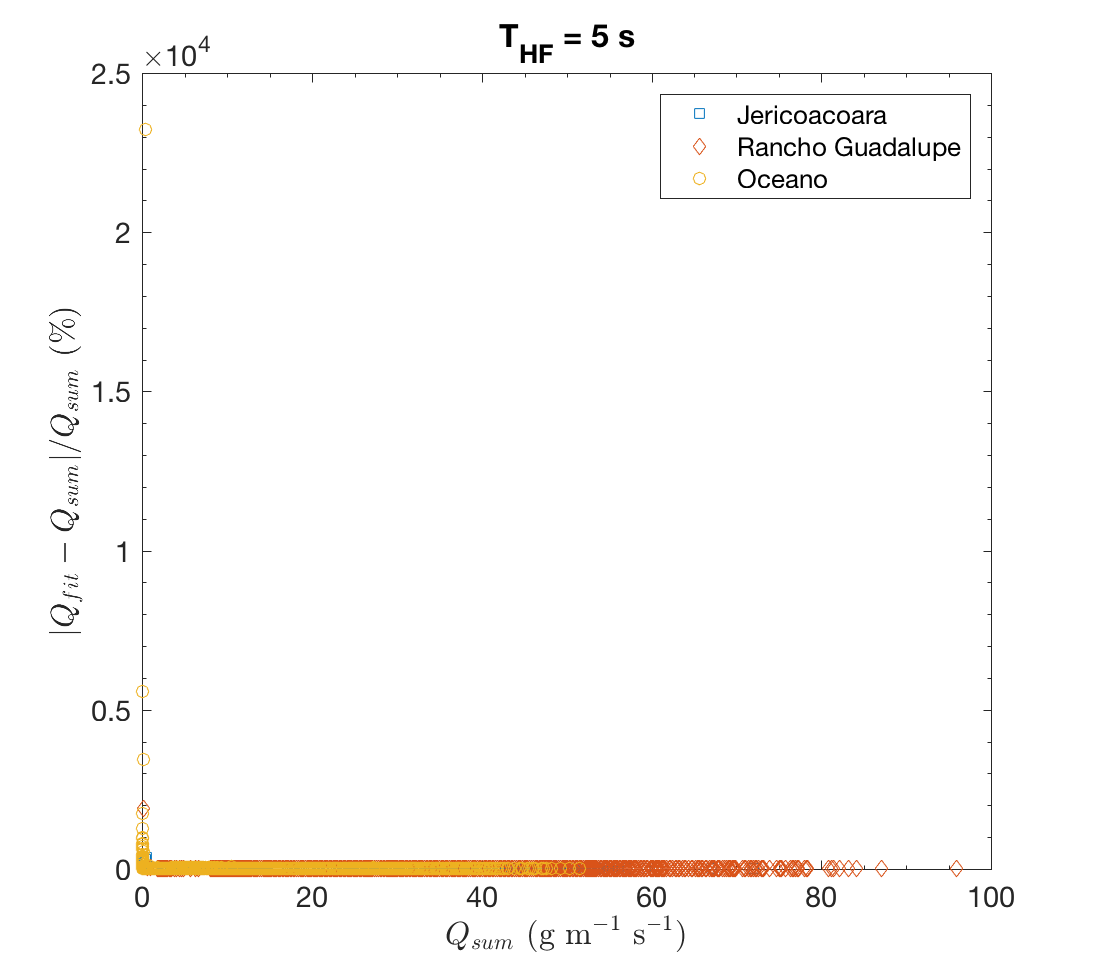 T_HF = 5 s
×10^4
2.5
2
1.5
1
0.5
0
0 20 40 60 80 100
|Q_fit − Q_sum|/Q_sum (%)
Q_sum (g m^−1 s^−1)
Jericoacoara
Rancho Guadalupe
Oceano